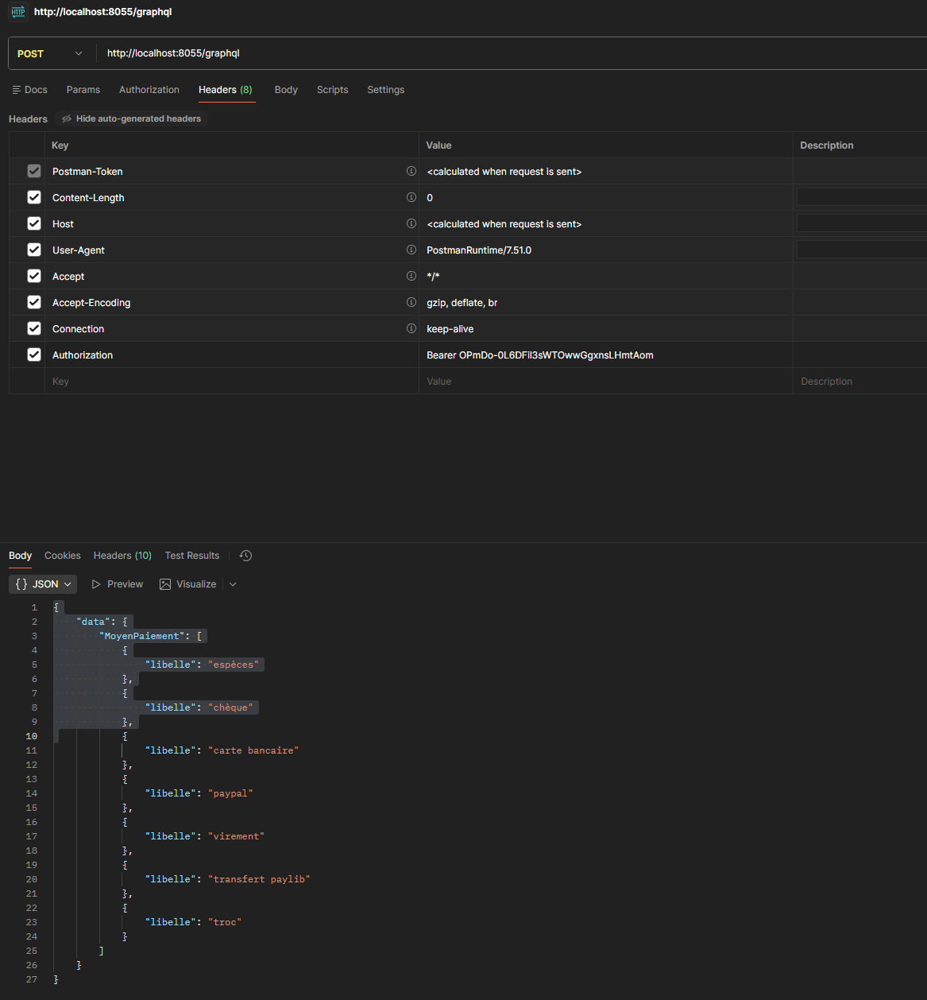 HTTP http://localhost:8055/graphql
POST http://localhost:8055/graphql
Docs Params Authorization Headers (8) Body Scripts Settings
Headers Hide auto-generated headers
Key Value Description
Postman-Token <calculated when request is sent>
Content-Length 0
Host <calculated when request is sent>
User-Agent PostmanRuntime/7.51.0
Accept */*
Accept-Encoding gzip, deflate, br
Connection keep-alive
Authorization Bearer OPmDo-0L6DFil3sWTOwwGgxnsLHmtAom
Key Value Description
Body Cookies Headers (10) Test Results
{} JSON Preview Visualize
1 {
2 "data": {
3 "MoyenPaiement": [
4 {
5 "libelle": "espèces"
6 },
7 {
8 "libelle": "chèque"
9 },
10 {
11 "libelle": "carte bancaire"
12 },
13 {
14 "libelle": "paypal"
15 },
16 {
17 "libelle": "virement"
18 },
19 {
20 "libelle": "transfert paylib"
21 },
22 {
23 "libelle": "troc"
24 }
25 ]
26 }
27 }